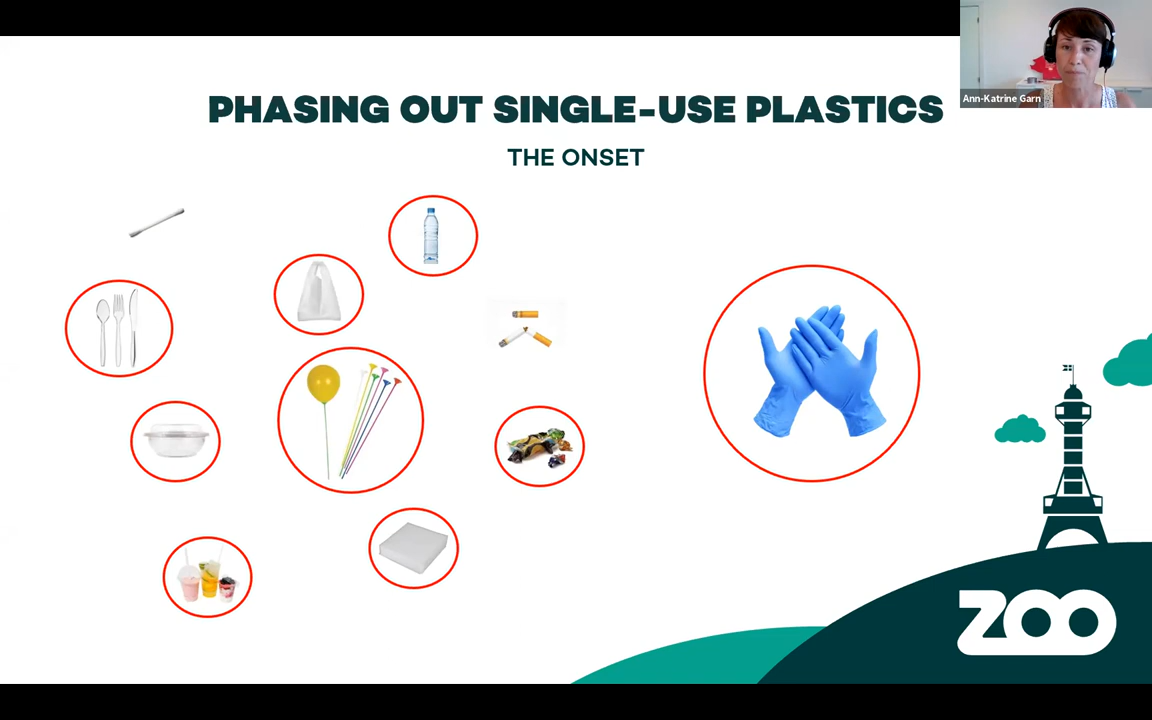 PHASING OUT SINGLE-USE PLASTICS
THE ONSET
Ann-Katrine Garn
ZOO